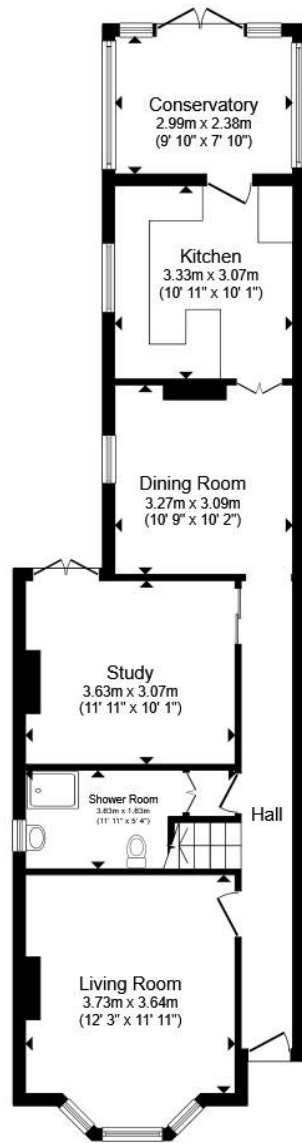 Conservatory
2.99m x 2.38m
(9' 10" x 7' 10")
Kitchen
3.33m x 3.07m
(10' 11" x 10' 1")
Dining Room
3.27m x 3.09m
(10' 9" x 10' 2")
Study
3.63m x 3.07m
(11' 11" x 10' 1")
Shower Room
3.63m x 1.63m
(11' 11" x 5' 4")
Hall
Living Room
3.73m x 3.64m
(12' 3" x 11' 11")